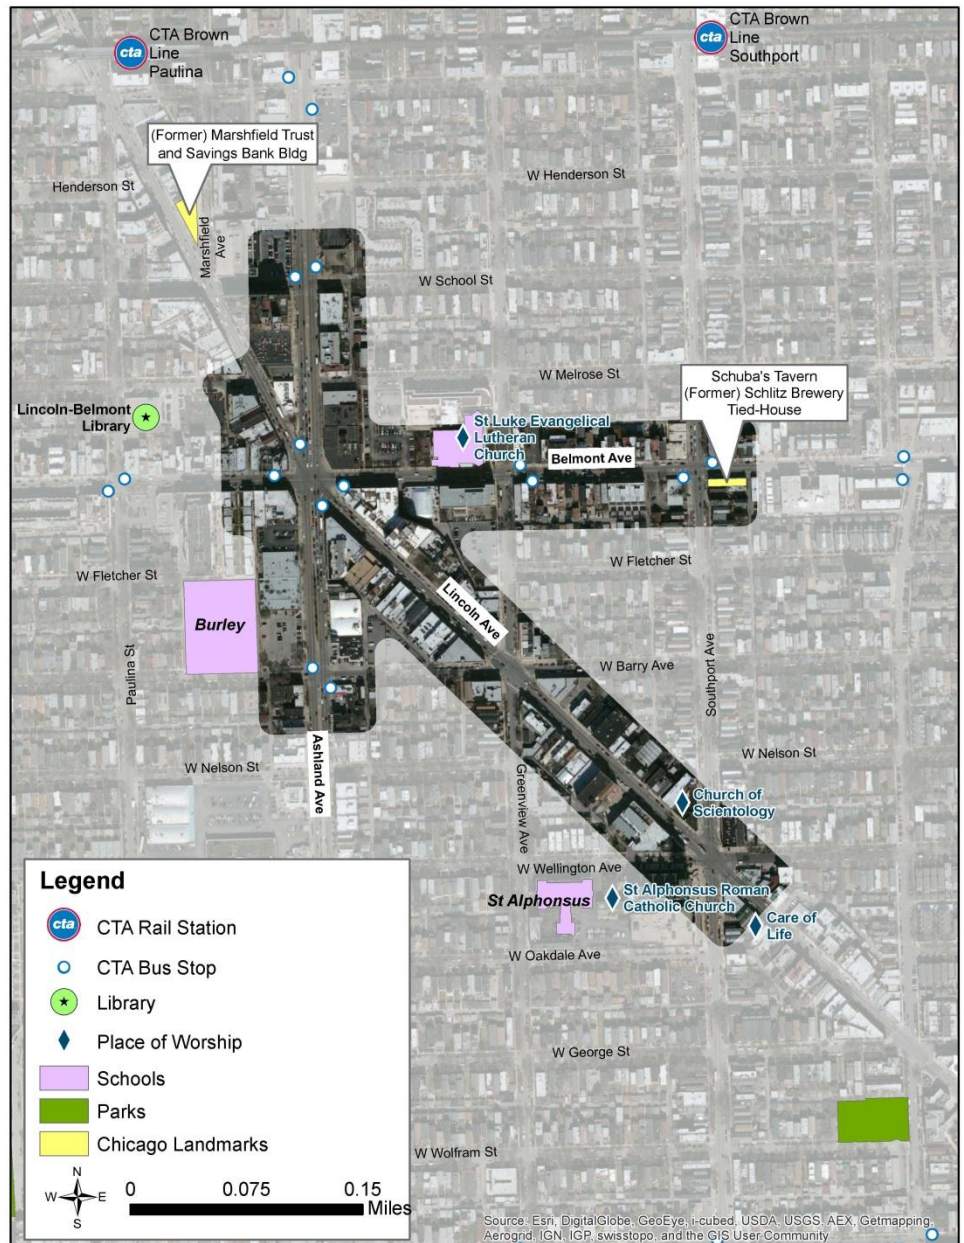 cta
CTA Brown
Line
Paulina
cta
CTA Brown
Line
Southport
(Former) Marshfield Trust
and Savings Bank Bldg
Henderson St
W Henderson St
Marshfield
Ave
W School St
W Melrose St
Schuba's Tavern
(Former) Schlitz Brewery
Tied-House
Lincoln-Belmont
Library
St Luke Evangelical
Lutheran
Church
Belmont Ave
W Fletcher St
W Fletcher St
Burley
Lincoln Ave
Paulina St
W Barry Ave
Southport Ave
W Nelson St
W Nelson St
Ashland Ave
Greenview Ave
Church of
Scientology
W Wellington Ave
St Alphonsus
St Alphonsus Roman
Catholic Church
Care of
Life
W Oakdale Ave
W George St
W Wolfram St
Legend
cta
CTA Rail Station
CTA Bus Stop
Library
Place of Worship
Schools
Parks
Chicago Landmarks
N
W E
S
0 0.075 0.15
Miles
Source: Esri, DigitalGlobe, GeoEye, i-cubed, USDA, USGS, AEX, Getmapping,
Aerogrid, IGN, IGP, swisstopo, and the GIS User Community